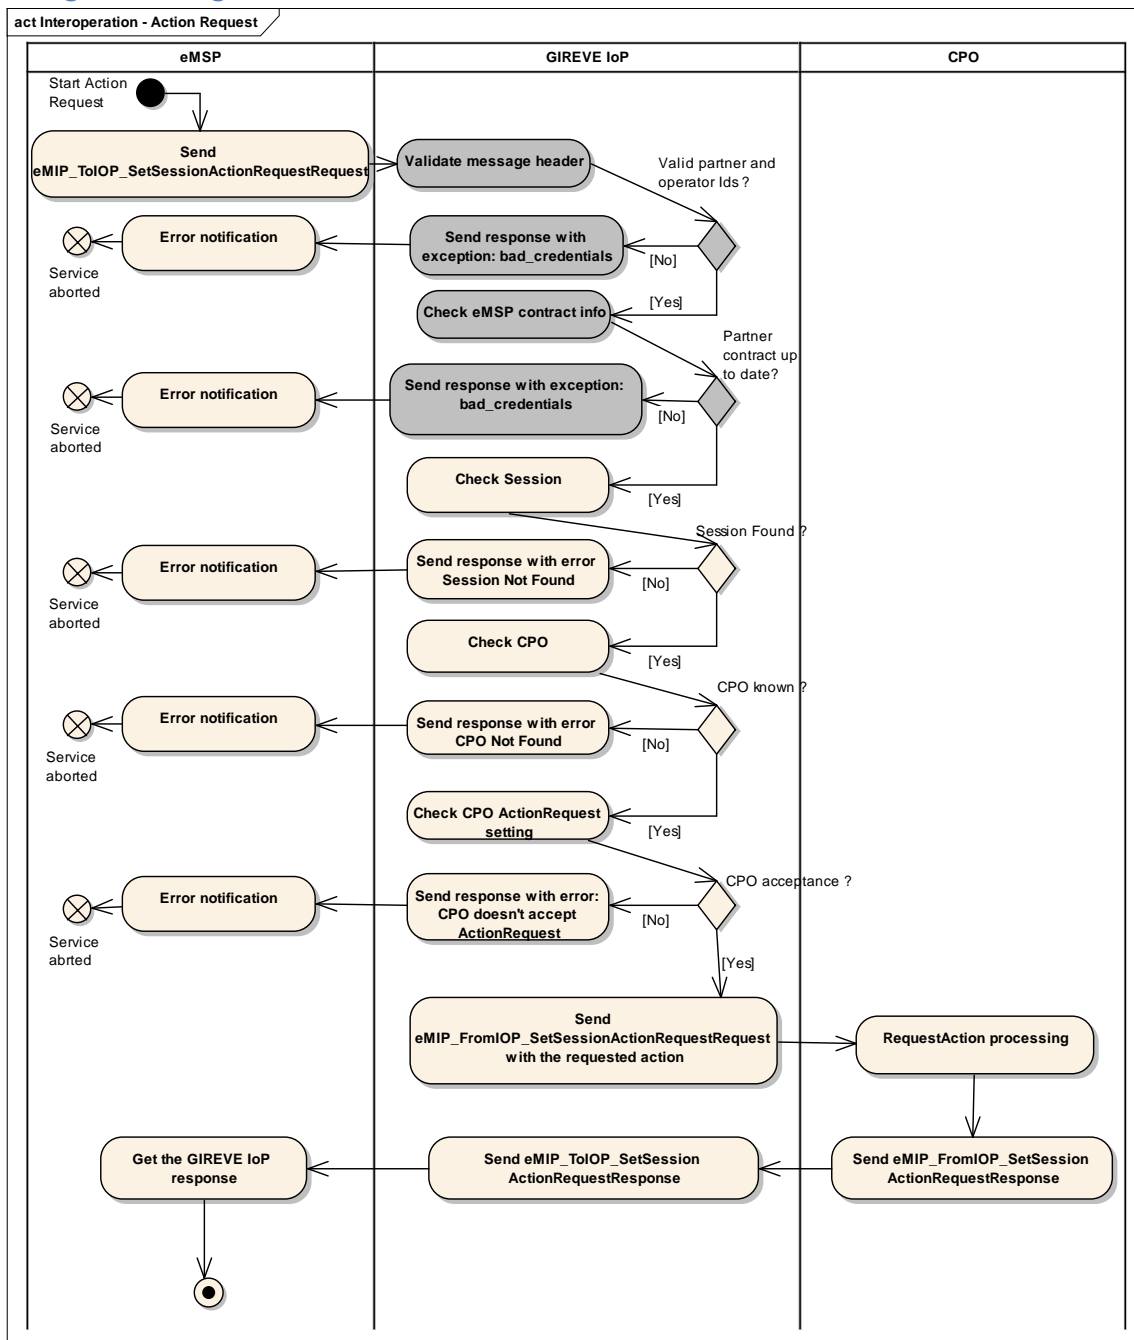 act Interoperation - Action Request
eMSP
GIREVE IoP
CPO
Start Action
Request
Send
eMIP_ToIOP_SetSessionActionRequestRequest
Validate message header
Valid partner and
operator Ids ?
Error notification
Send response with
exception: bad_credentials
[No]
Service
aborted
[Yes]
Check eMSP contract info
Partner
contract up
to date?
Error notification
Send response with exception:
bad_credentials
[No]
Service
aborted
Check Session
[Yes]
Session Found ?
Error notification
Send response with error
Session Not Found
[No]
Service
aborted
Check CPO
[Yes]
CPO known ?
Error notification
Send response with error
CPO Not Found
[No]
Service
aborted
Check CPO ActionRequest
setting
[Yes]
CPO acceptance ?
Error notification
Send response with error:
CPO doesn't accept
ActionRequest
[No]
Service
abrted
[Yes]
Send
eMIP_FromIOP_SetSessionActionRequestRequest
with the requested action
RequestAction processing
Get the GIREVE IoP
response
Send eMIP_ToIOP_SetSession
ActionRequestResponse
Send eMIP_FromIOP_SetSession
ActionRequestResponse